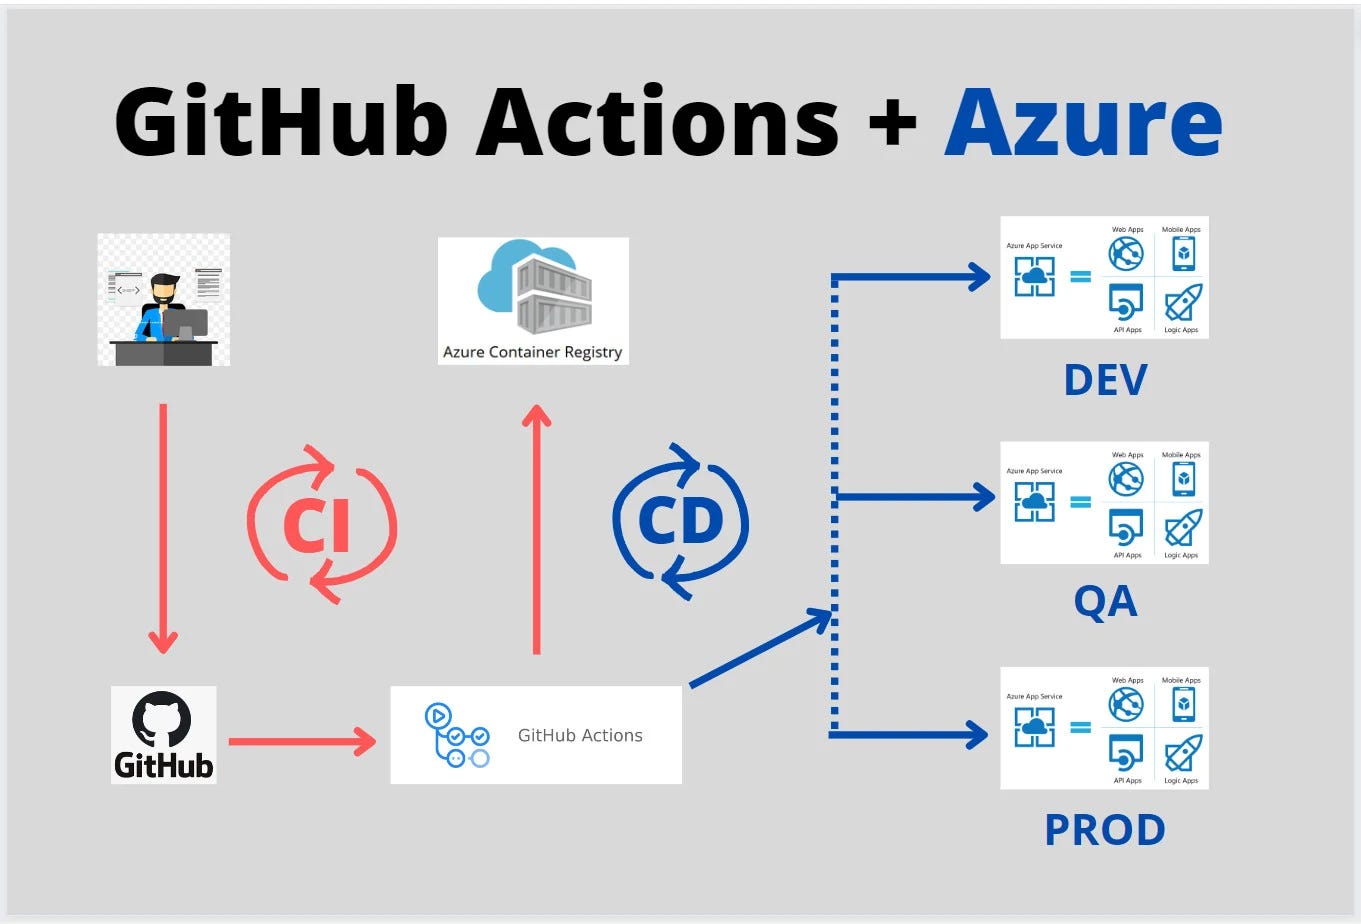 GitHub Actions + Azure
Azure Container Registry
CI
CD
GitHub
GitHub Actions
Azure App Service
Web Apps
Mobile Apps
API Apps
Logic Apps
DEV
Azure App Service
Web Apps
Mobile Apps
API Apps
Logic Apps
QA
Azure App Service
Web Apps
Mobile Apps
API Apps
Logic Apps
PROD